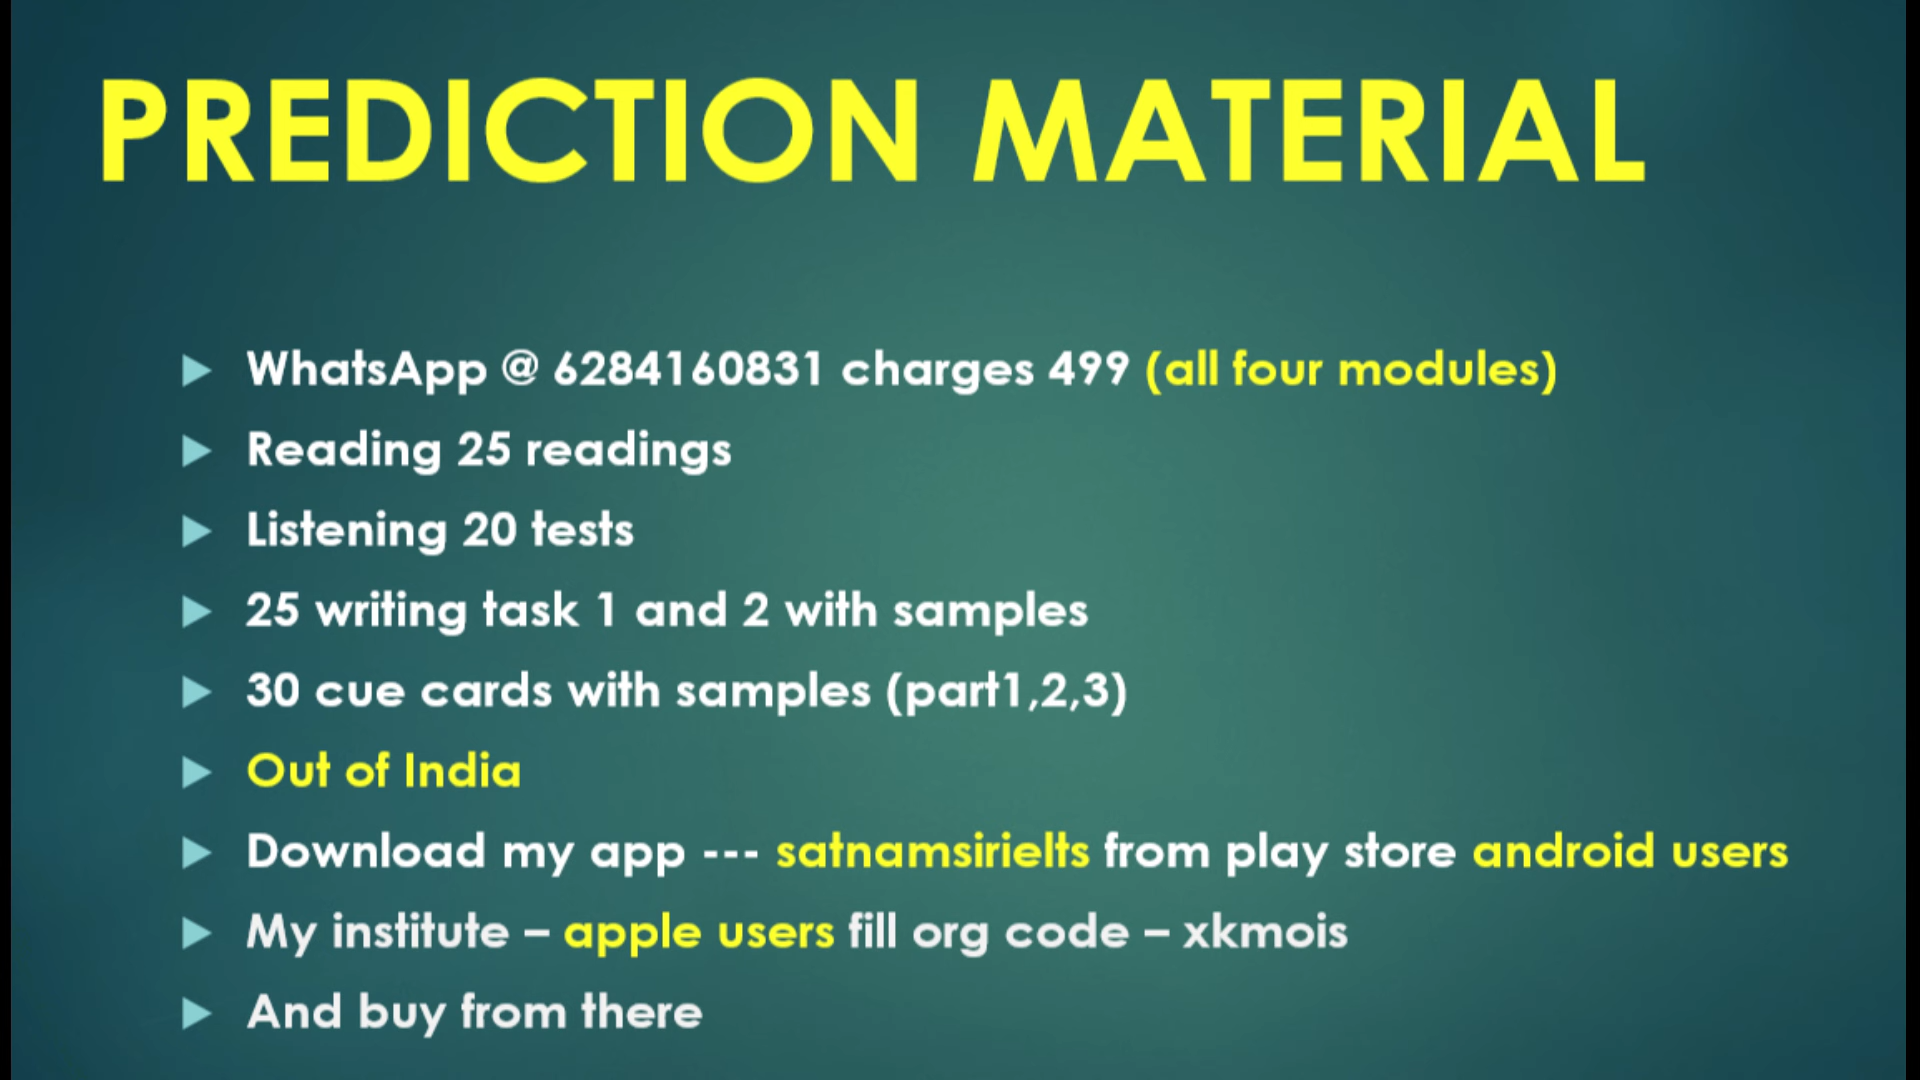 PREDICTION MATERIAL
WhatsApp @ 6284160831 charges 499 (all four modules)
Reading 25 readings
Listening 20 tests
25 writing task 1 and 2 with samples
30 cue cards with samples (part1,2,3)
Out of India
Download my app --- satnamsirielts from play store android users
My institute – apple users fill org code – xkmois
And buy from there